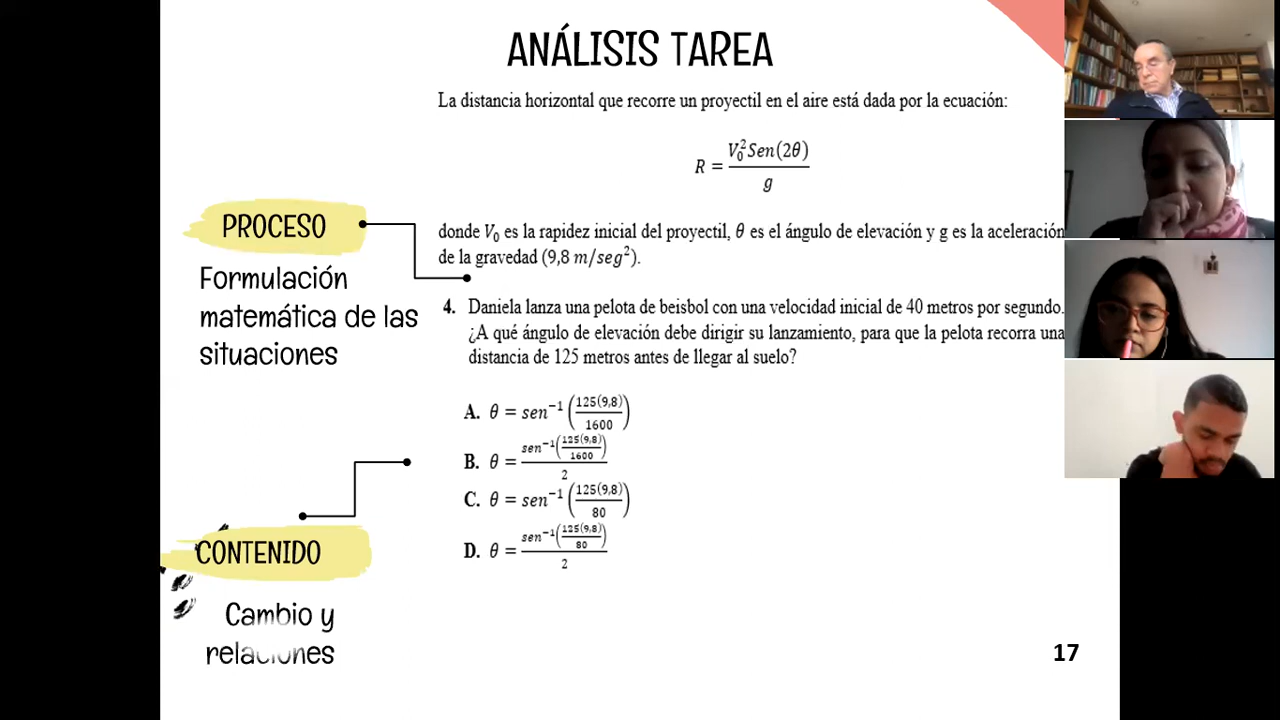 ANÁLISIS TAREA
La distancia horizontal que recorre un proyectil en el aire está dada por la ecuación:
R = V₀²Sen(2θ) / g
PROCESO
Formulación
matemática de las
situaciones
donde V₀ es la rapidez inicial del proyectil, θ es el ángulo de elevación y g es la aceleración
de la gravedad (9,8 m/seg²).
4. Daniela lanza una pelota de beisbol con una velocidad inicial de 40 metros por segundo.
¿A qué ángulo de elevación debe dirigir su lanzamiento, para que la pelota recorra una
distancia de 125 metros antes de llegar al suelo?
A. θ = sen⁻¹(125(9,8)/1600)
B. θ = sen⁻¹(125(9,8)/1600)/2
C. θ = sen⁻¹(125(9,8)/80)
D. θ = sen⁻¹(125(9,8)/80)/2
CONTENIDO
Cambio y
relaciones
17